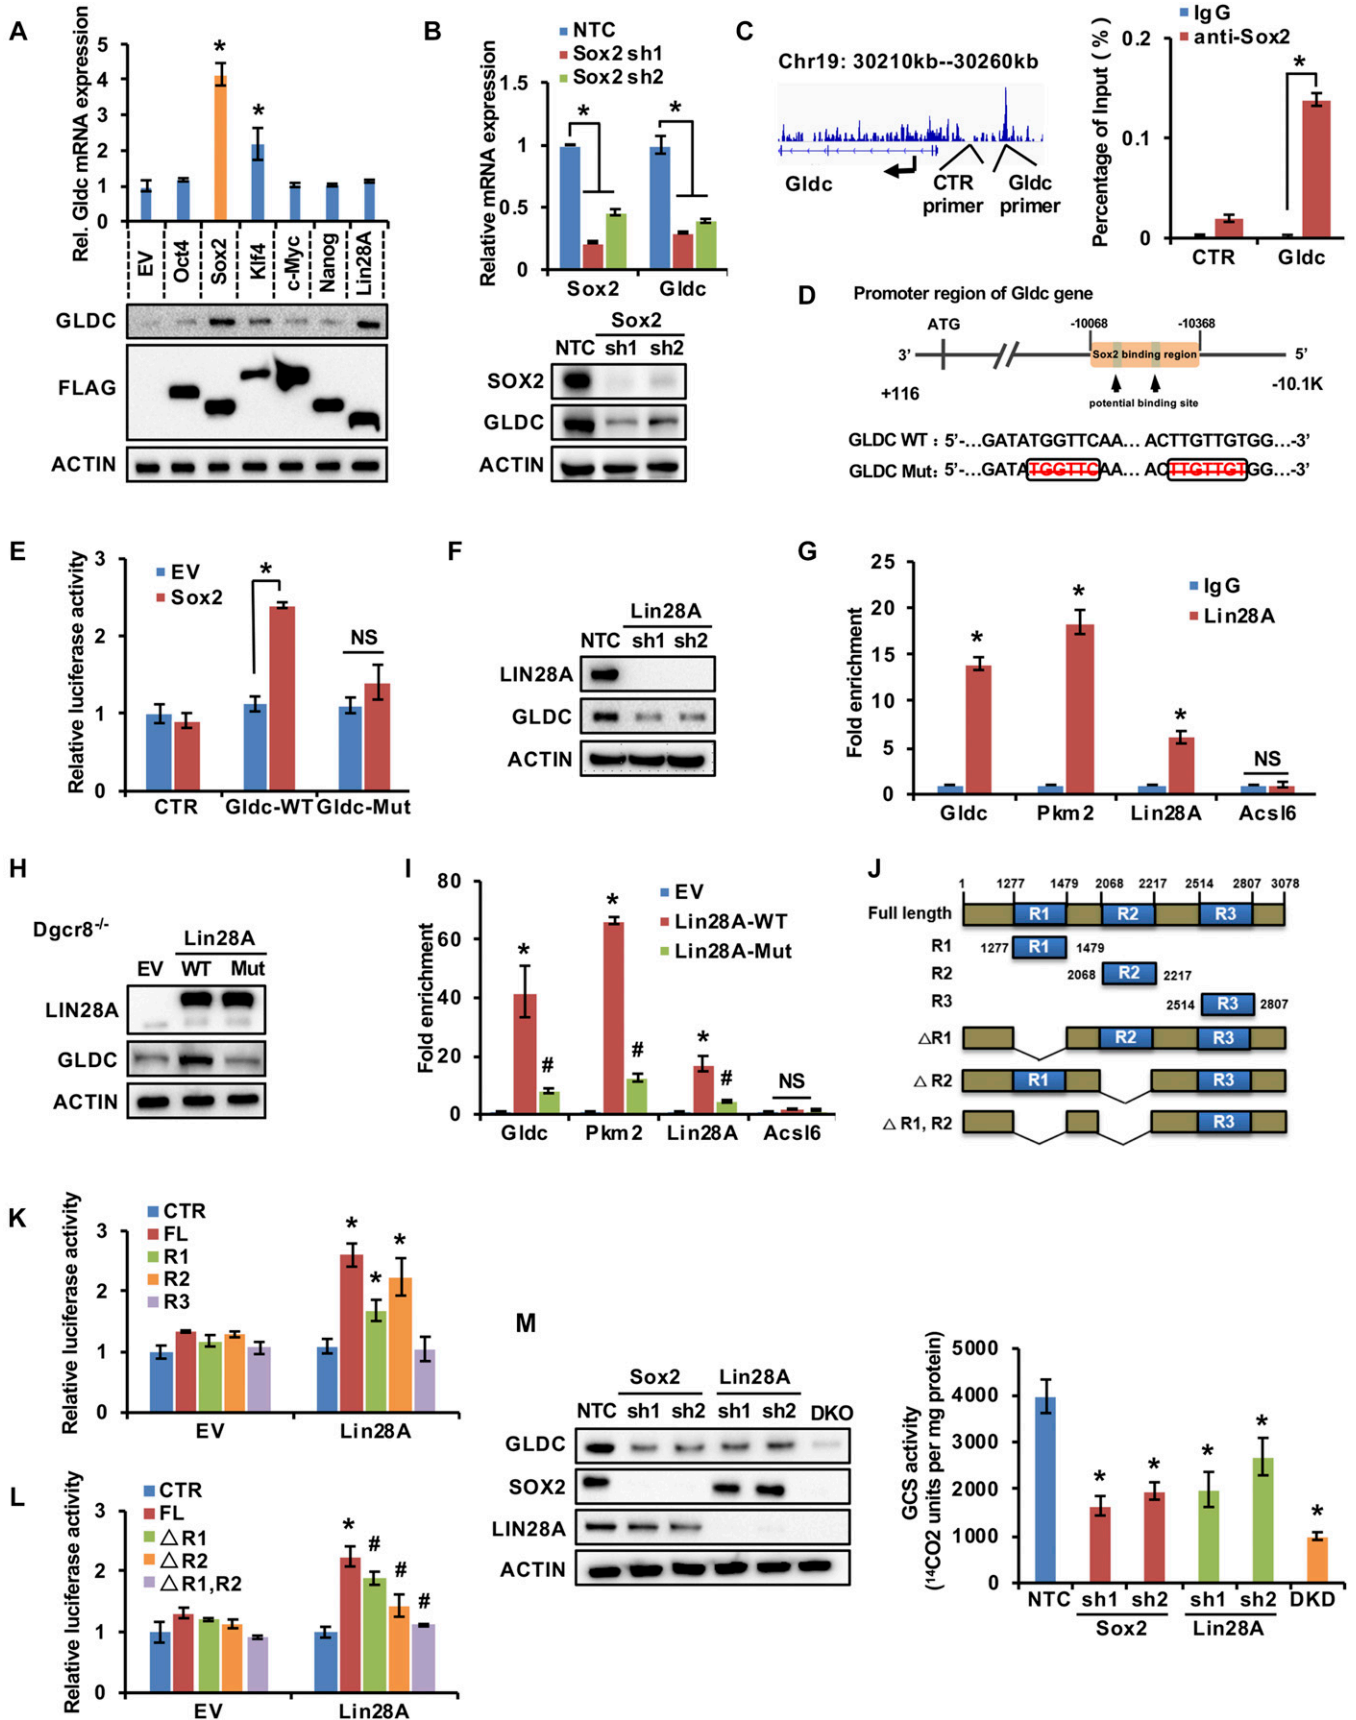 A
Rel. Gldc mRNA expression
5
4
3
2
1
0
*
*
EV
Oct4
Sox2
Klf4
c-Myc
Nanog
Lin28A
GLDC
FLAG
ACTIN
B
NTC
Sox2 sh1
Sox2 sh2
Relative mRNA expression
1.5
1
0.5
0
*
*
Sox2
Gldc
Sox2
NTC sh1 sh2
SOX2
GLDC
ACTIN
C
Chr19: 30210kb--30260kb
Gldc
CTR primer
Gldc primer
IgG
anti-Sox2
Percentage of Input ( % )
0.2
0.1
0
*
CTR
Gldc
D
Promoter region of Gldc gene
ATG
-10068
-10368
3'
Sox2 binding region
5'
+116
potential binding site
-10.1K
GLDC WT : 5'-...GATATGGTTCAA... ACTTGTTGTGG...-3'
GLDC Mut: 5'-...GATATGGTTCAA... ACTTGTTGTGG...-3'
E
Relative luciferase activity
3
2
1
0
EV
Sox2
*
NS
CTR
Gldc-WT
Gldc-Mut
F
Lin28A
NTC sh1 sh2
LIN28A
GLDC
ACTIN
G
Fold enrichment
25
20
15
10
5
0
IgG
Lin28A
*
*
*
NS
Gldc
Pkm2
Lin28A
Acsl6
H
Dgcr8-/-
Lin28A
EV WT Mut
LIN28A
GLDC
ACTIN
I
Fold enrichment
80
60
40
20
0
EV
Lin28A-WT
Lin28A-Mut
*
#
*
#
*
#
NS
Gldc
Pkm2
Lin28A
Acsl6
J
1 1277 1479 2068 2217 2514 2807 3078
Full length R1 R2 R3
R1 1277 R1 1479
R2 2068 R2 2217
R3 2514 R3 2807
△R1 R2 R3
△ R2 R1 R3
△ R1, R2 R3
K
Relative luciferase activity
3
2
1
0
CTR
FL
R1
R2
R3
*
*
*
EV
Lin28A
L
Relative luciferase activity
3
2
1
0
CTR
FL
△ R1
△ R2
△ R1,R2
*
#
#
#
EV
Lin28A
M
Sox2 Lin28A
NTC sh1 sh2 sh1 sh2 DKO
GLDC
SOX2
LIN28A
ACTIN
GCS activity
(14CO2 units per mg protein)
5000
4000
3000
2000
1000
0
*
*
*
*
*
NTC sh1 sh2 sh1 sh2 DKD
Sox2 Lin28A